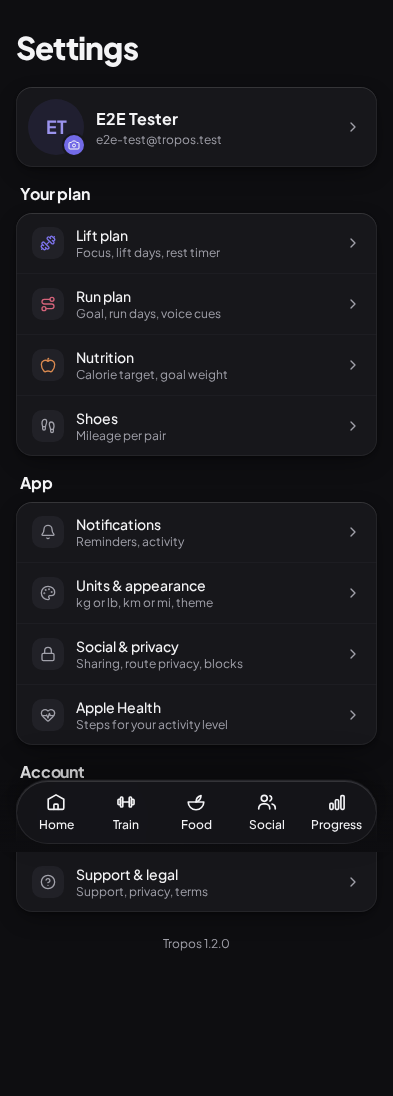 Settings
ET
E2E Tester
e2e-test@tropos.test
Your plan
Lift plan
Focus, lift days, rest timer
Run plan
Goal, run days, voice cues
Nutrition
Calorie target, goal weight
Shoes
Mileage per pair
App
Notifications
Reminders, activity
Units & appearance
kg or lb, km or mi, theme
Social & privacy
Sharing, route privacy, blocks
Apple Health
Steps for your activity level
Account
Home Train Food Social Progress
Support & legal
Support, privacy, terms
Tropos 1.2.0